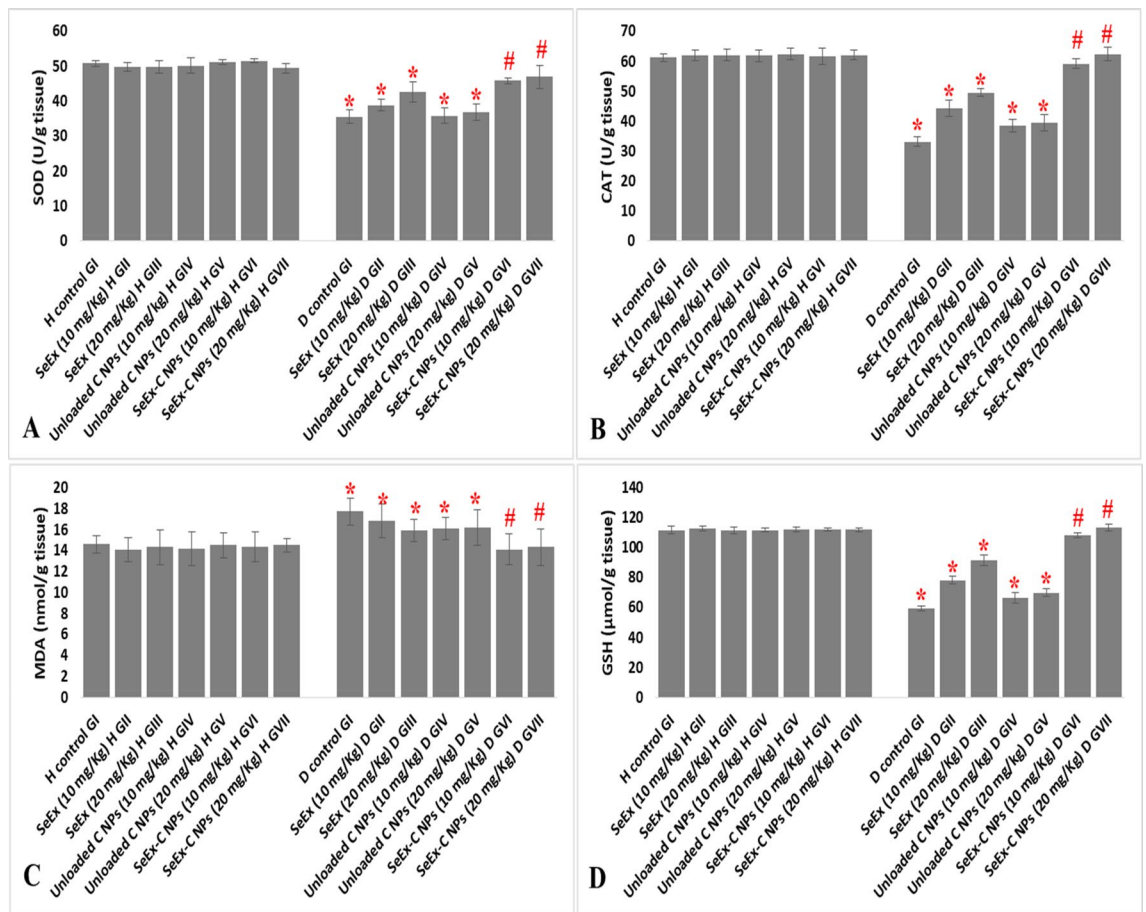 SOD (U/g tissue)
60
50
40
30
20
10
0
* * * * * # #
H control GI
SeEx (10 mg/Kg) H GII
SeEx (20 mg/Kg) H GIII
Unloaded C NPs (10 mg/kg) H GIV
Unloaded C NPs (20 mg/kg) H GV
SeEx-C NPs (10 mg/Kg) H GVI
SeEx-C NPs (20 mg/Kg) H GVII
D control GI
SeEx (10 mg/Kg) D GII
SeEx (20 mg/Kg) D GIII
Unloaded C NPs (10 mg/kg) D GIV
Unloaded C NPs (20 mg/kg) D GV
SeEx-C NPs (10 mg/Kg) D GVI
SeEx-C NPs (20 mg/Kg) D GVII
A
CAT (U/g tissue)
70
60
50
40
30
20
10
0
* * * * * # #
H control GI
SeEx (10 mg/Kg) H GII
SeEx (20 mg/Kg) H GIII
Unloaded C NPs (10 mg/kg) H GIV
Unloaded C NPs (20 mg/kg) H GV
SeEx-C NPs (10 mg/Kg) H GVI
SeEx-C NPs (20 mg/Kg) H GVII
D control GI
SeEx (10 mg/Kg) D GII
SeEx (20 mg/Kg) D GIII
Unloaded C NPs (10 mg/kg) D GIV
Unloaded C NPs (20 mg/kg) D GV
SeEx-C NPs (10 mg/Kg) D GVI
SeEx-C NPs (20 mg/Kg) D GVII
B
MDA (nmol/g tissue)
20
18
16
14
12
10
8
6
4
2
0
* * * * * # #
H control GI
SeEx (10 mg/Kg) H GII
SeEx (20 mg/Kg) H GIII
Unloaded C NPs (10 mg/kg) H GIV
Unloaded C NPs (20 mg/kg) H GV
SeEx-C NPs (10 mg/Kg) H GVI
SeEx-C NPs (20 mg/Kg) H GVII
D control GI
SeEx (10 mg/Kg) D GII
SeEx (20 mg/Kg) D GIII
Unloaded C NPs (10 mg/kg) D GIV
Unloaded C NPs (20 mg/kg) D GV
SeEx-C NPs (10 mg/Kg) D GVI
SeEx-C NPs (20 mg/Kg) D GVII
C
GSH (μmol/g tissue)
140
120
100
80
60
40
20
0
* * * * * # #
H control GI
SeEx (10 mg/Kg) H GII
SeEx (20 mg/Kg) H GIII
Unloaded C NPs (10 mg/kg) H GIV
Unloaded C NPs (20 mg/kg) H GV
SeEx-C NPs (10 mg/Kg) H GVI
SeEx-C NPs (20 mg/Kg) H GVII
D control GI
SeEx (10 mg/Kg) D GII
SeEx (20 mg/Kg) D GIII
Unloaded C NPs (10 mg/kg) D GIV
Unloaded C NPs (20 mg/kg) D GV
SeEx-C NPs (10 mg/Kg) D GVI
SeEx-C NPs (20 mg/Kg) D GVII
D